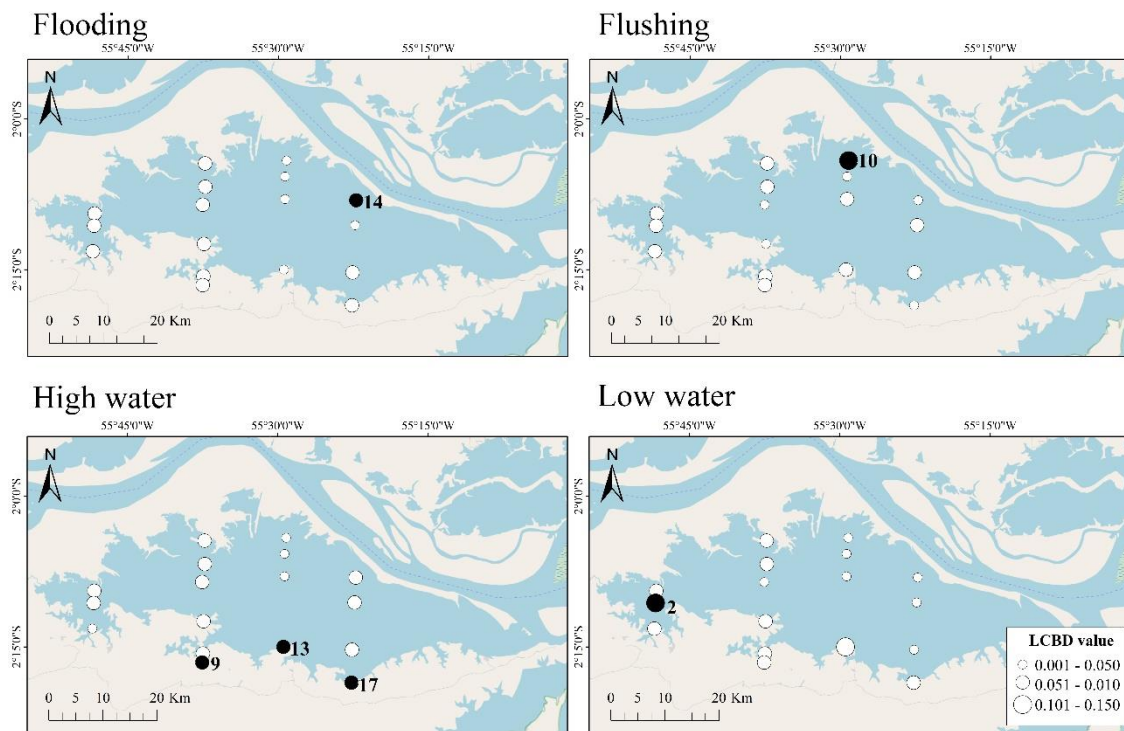 Flooding
55°45'0"W 55°30'0"W 55°15'0"W
N
2°0'0"S
14
2°15'0"S
0 5 10 20 Km
Flushing
55°45'0"W 55°30'0"W 55°15'0"W
N
2°0'0"S
10
2°15'0"S
0 5 10 20 Km
High water
55°45'0"W 55°30'0"W 55°15'0"W
N
2°0'0"S
13
9
17
2°15'0"S
0 5 10 20 Km
Low water
55°45'0"W 55°30'0"W 55°15'0"W
N
2°0'0"S
2
2°15'0"S
0 5 10 20 Km
LCBD value
0.001 - 0.050
0.051 - 0.010
0.101 - 0.150